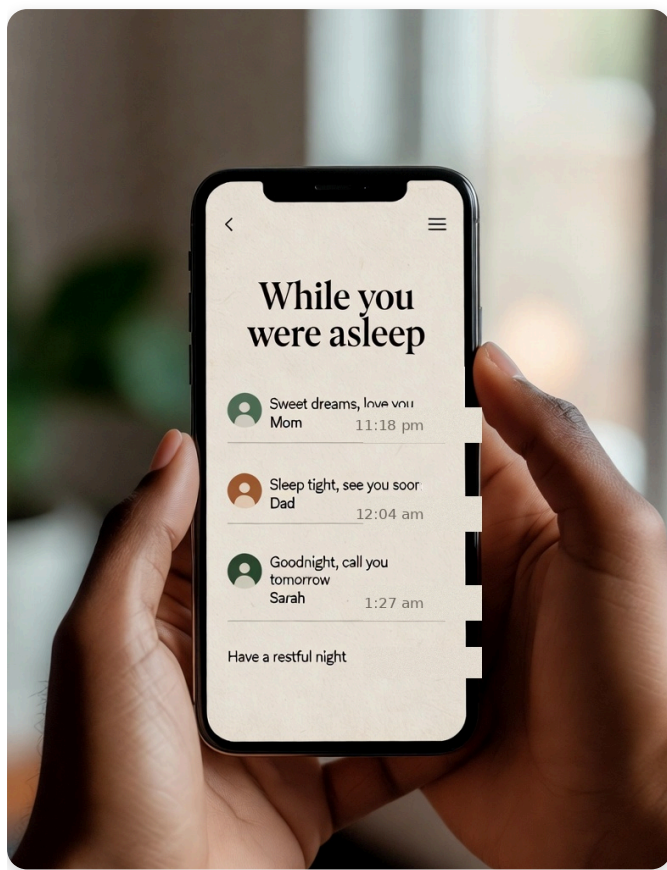 While you
were asleep
Sweet dreams, love you
Mom
11:18 pm
Sleep tight, see you soon
Dad
12:04 am
Goodnight, call you
tomorrow
Sarah
1:27 am
Have a restful night